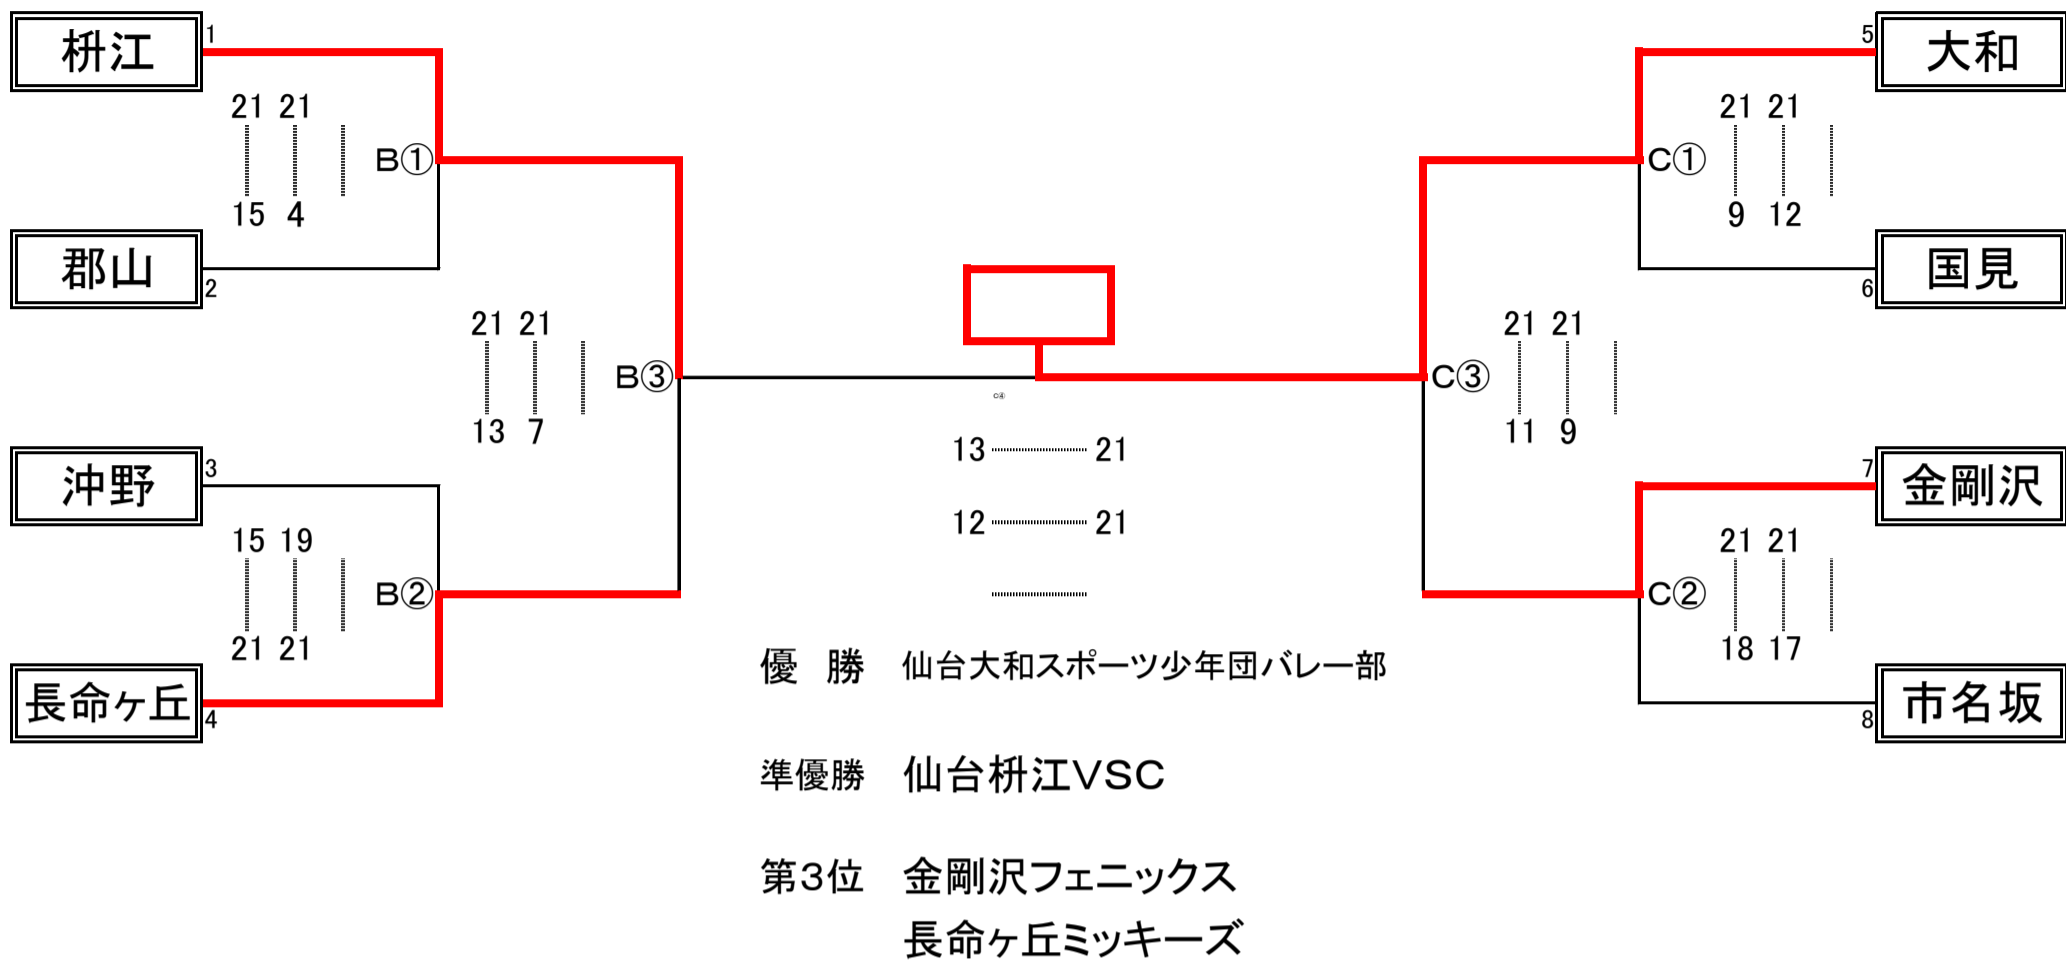 枡江 1 5 大和
21 21 21 21
B① C①
15 4 9 12
郡山 2 6 国見
21 21 21 21
B③ C③
C④
13 7 11 9
13 21
沖野 3 7 金剛沢
12 21
15 19 21 21
B② C②
21 21 18 17
長命ヶ丘 4 8 市名坂
優 勝 仙台大和スポーツ少年団バレー部
準優勝 仙台枡江VSC
第3位 金剛沢フェニックス
長命ヶ丘ミッキーズ